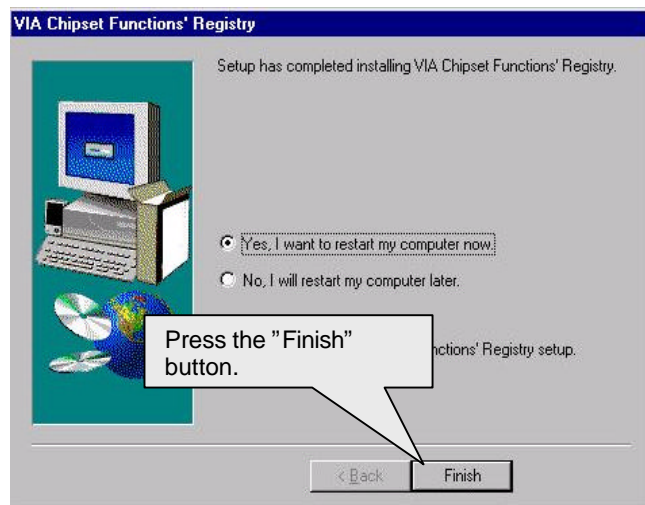 VIA Chipset Functions' Registry
Setup has completed installing VIA Chipset Functions' Registry.
Yes, I want to restart my computer now.
No, I will restart my computer later.
Press the ”Finish”
button.
Registry setup.
< Back
Finish